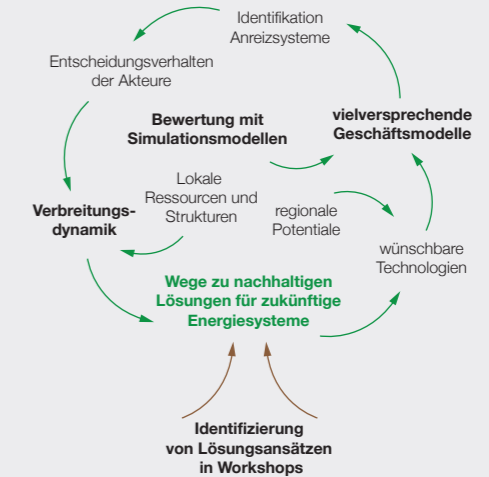 Identifikation
Anreizsysteme
Entscheidungsverhalten
der Akteure
Bewertung mit
Simulationsmodellen
vielversprechende
Geschäftsmodelle
Lokale
Ressourcen und
Strukturen
Verbreitungs-
dynamik
regionale
Potentiale
wünschbare
Technologien
Wege zu nachhaltigen
Lösungen für zukünftige
Energiesysteme
Identifizierung
von Lösungsansätzen
in Workshops